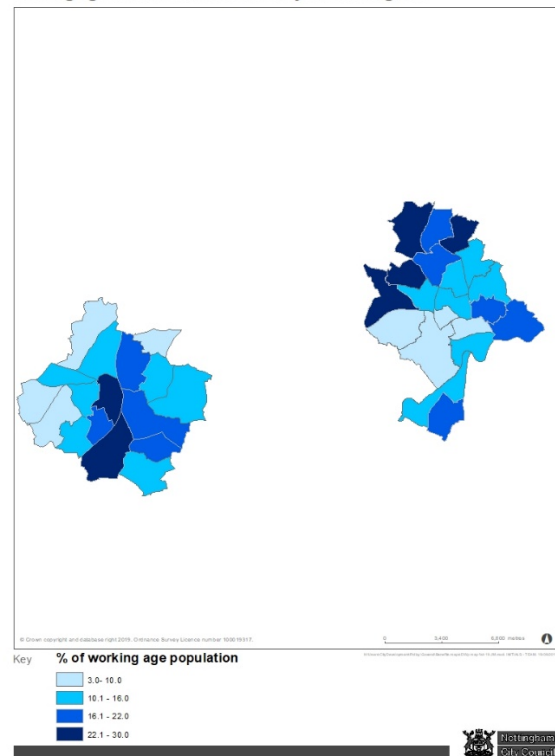 © Crown copyright and database right 2019. Ordnance Survey Licence number 100019317.
0 3,400 6,800 metres
Key % of working age population
3.0- 10.0
10.1 - 16.0
16.1 - 22.0
22.1 - 30.0
Nottingham
City Council